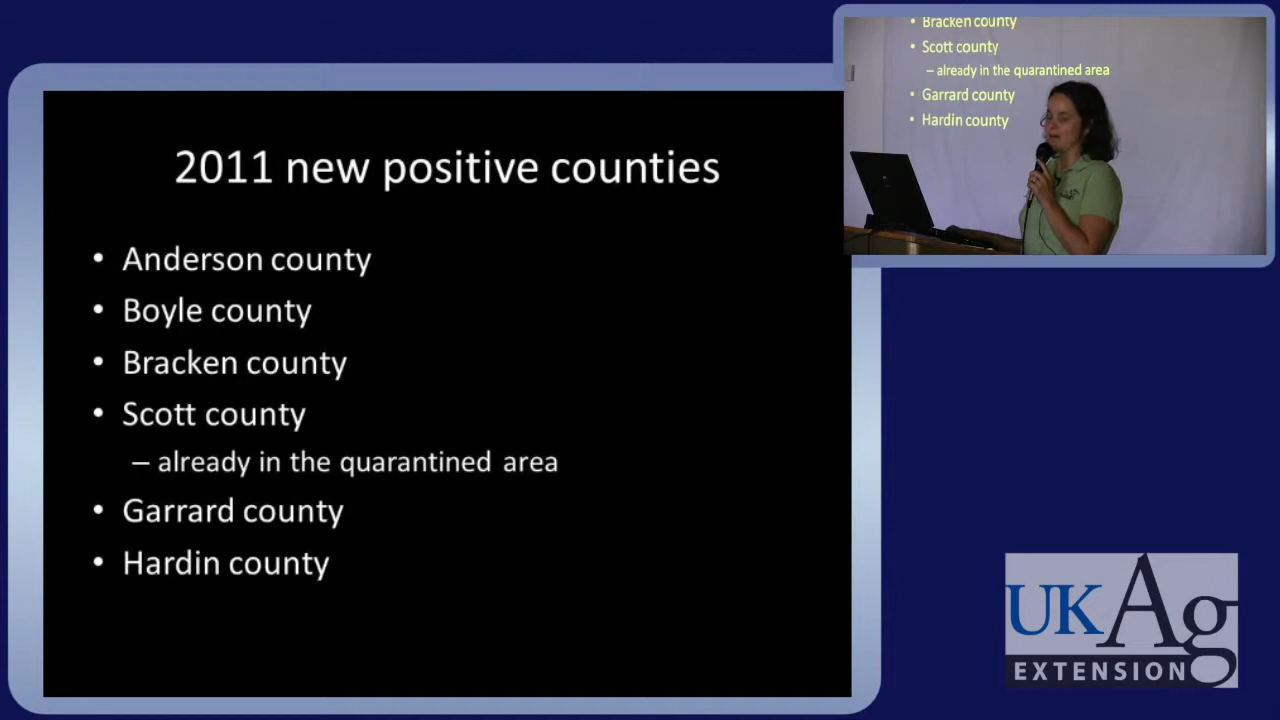 2011 new positive counties
• Anderson county
• Boyle county
• Bracken county
• Scott county
– already in the quarantined area
• Garrard county
• Hardin county
• Bracken county
• Scott county
– already in the quarantined area
• Garrard county
• Hardin county
UKAg
EXTENSION